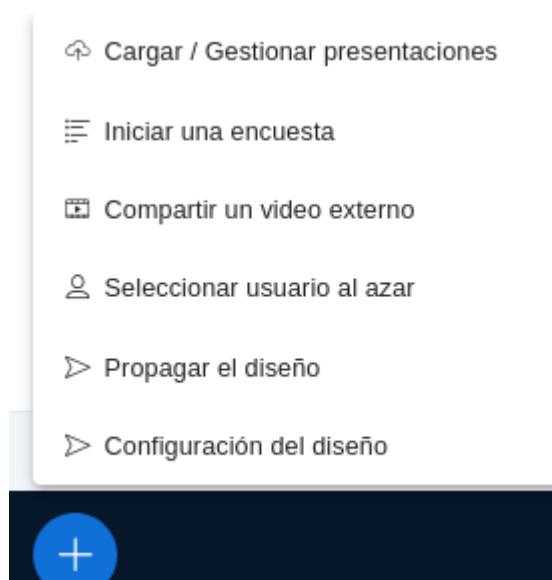 Cargar / Gestionar presentaciones
Iniciar una encuesta
Compartir un video externo
Seleccionar usuario al azar
Propagar el diseño
Configuración del diseño